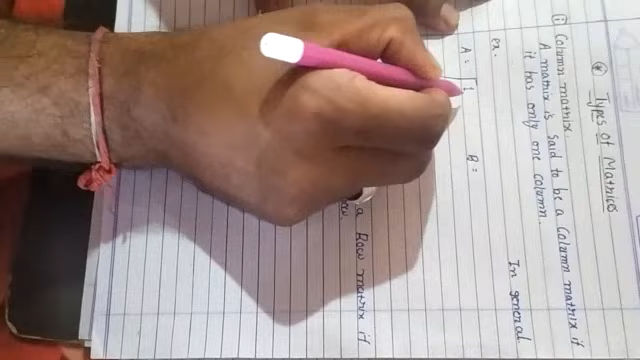 * Types of Matrices
(i) Column matrix.
A matrix is said to be a Column matrix if
it has only one column.
In general
ex.
A = [ 1
B =
a Row matrix if